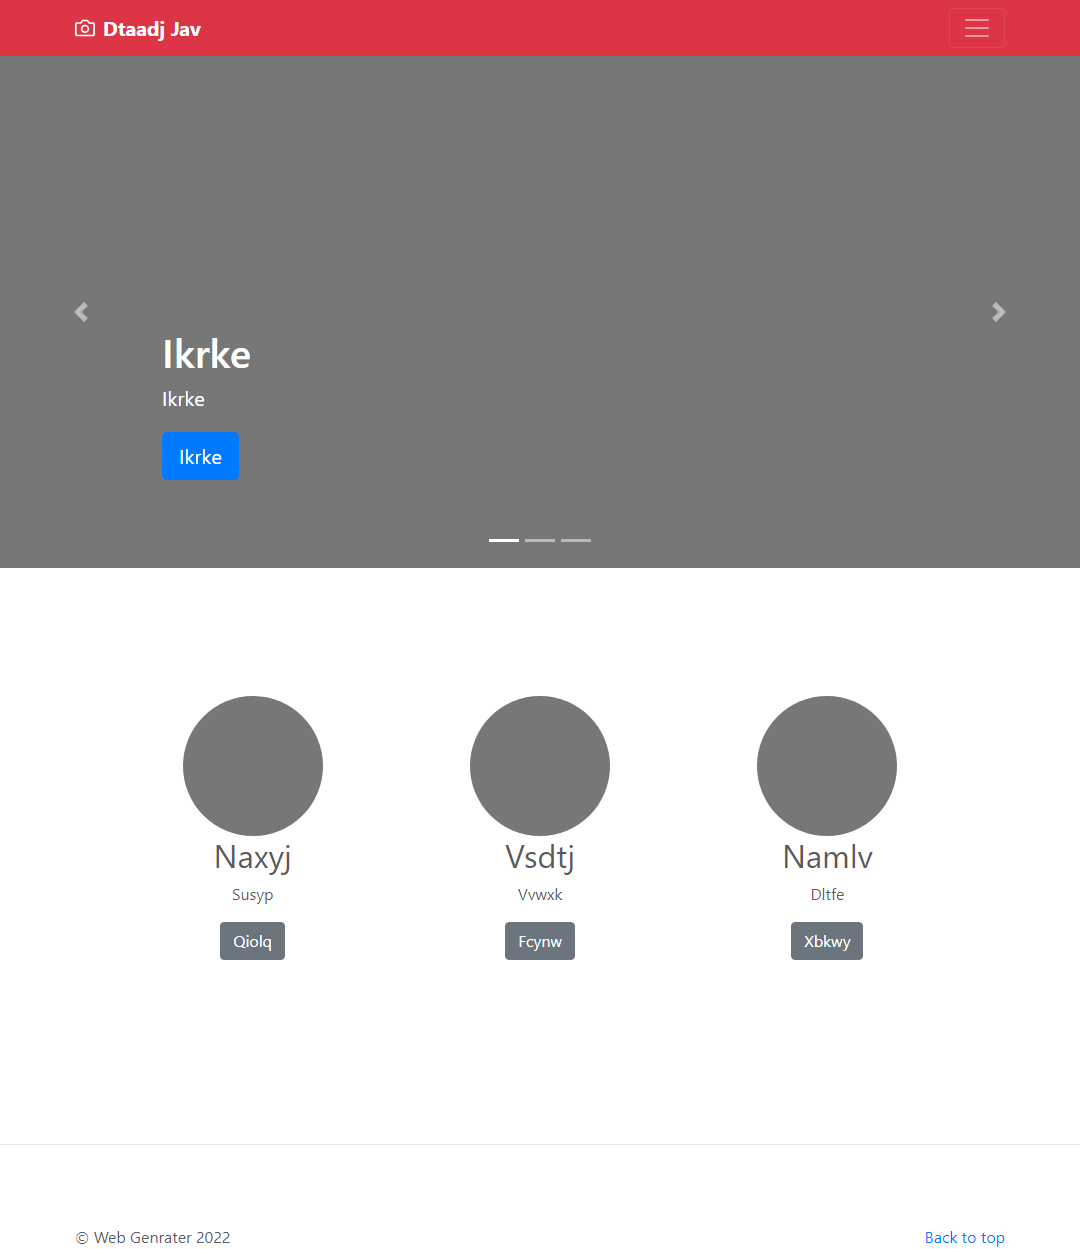 Dtaadj Jav
Ikrke
Ikrke
Ikrke
Naxyj
Susyp
Qiolq
Vsdtj
Vvwxk
Fcynw
Namlv
Dltfe
Xbkwy
© Web Genrater 2022
Back to top